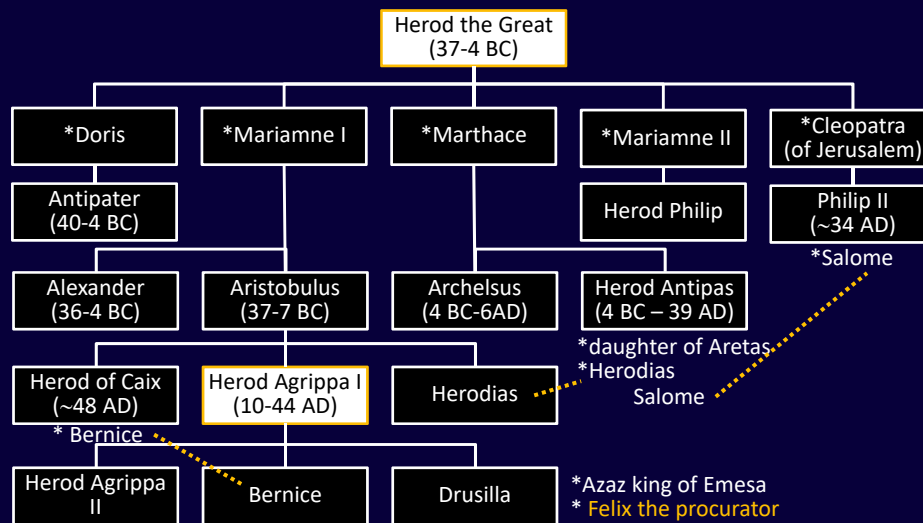 Herod the Great
(37-4 BC)
*Doris
*Mariamne I
*Marthace
*Mariamne II
*Cleopatra
(of Jerusalem)
Antipater
(40-4 BC)
Herod Philip
Philip II
(~34 AD)
*Salome
Alexander
(36-4 BC)
Aristobulus
(37-7 BC)
Archelsus
(4 BC-6AD)
Herod Antipas
(4 BC – 39 AD)
*daughter of Aretas
*Herodias
Salome
Herod of Caix
(~48 AD)
* Bernice
Herod Agrippa I
(10-44 AD)
Herodias
Herod Agrippa
II
Bernice
Drusilla
*Azaz king of Emesa
* Felix the procurator